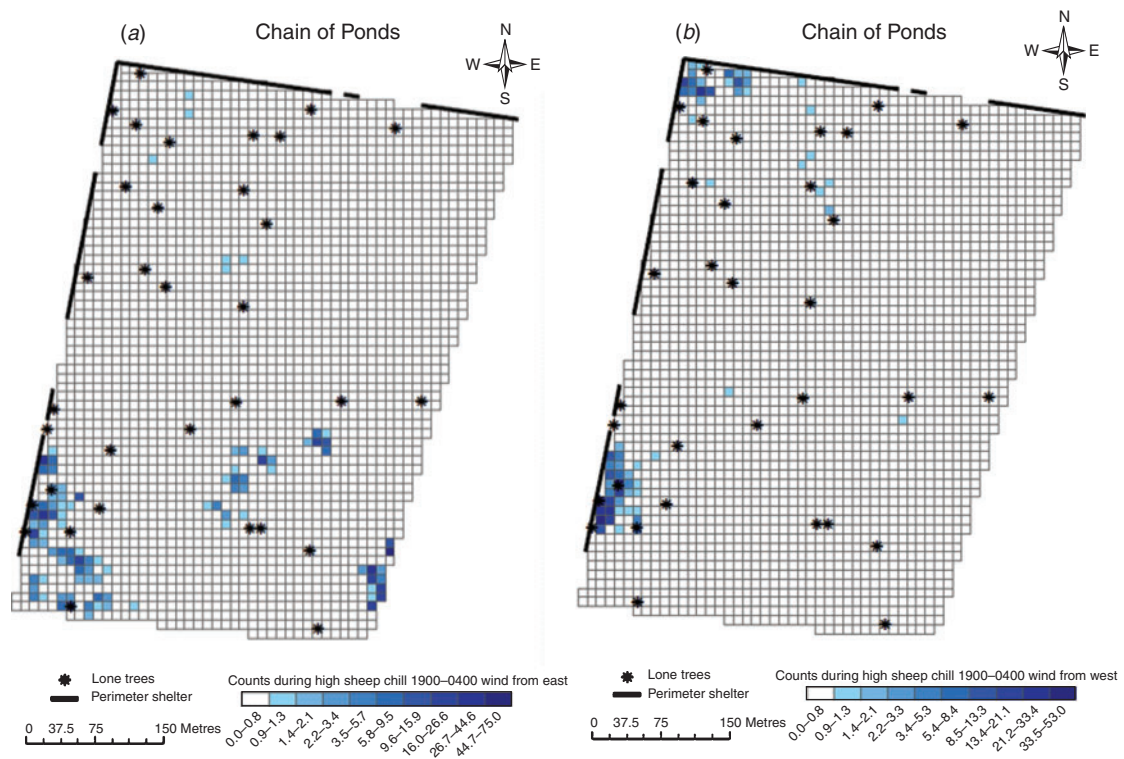 (a)
Chain of Ponds
N
W E
S
Lone trees
Perimeter shelter
0 37.5 75 150 Metres
Counts during high sheep chill 1900–0400 wind from east
0.0–0.8
0.9–1.3
1.4–2.1
2.2–3.4
3.5–5.7
5.8–9.5
9.6–15.9
16.0–26.6
26.7–44.6
44.7–75.0
(b)
Chain of Ponds
N
W E
S
Lone trees
Perimeter shelter
0 37.5 75 150 Metres
Counts during high sheep chill 1900–0400 wind from west
0.0–0.8
0.9–1.3
1.4–2.1
2.2–3.3
3.4–5.3
5.4–8.4
8.5–13.3
13.4–21.1
21.2–33.4
33.5–53.0